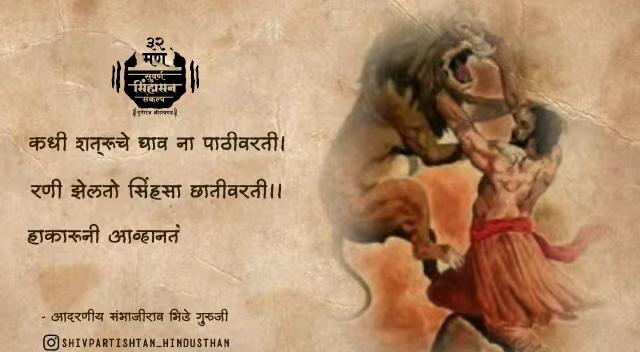 ३२
मण
सुवर्ण
सिंहासन
संकल्प
कधी शत्रूचे घाव ना पाठीवरती।
रणी झेलतो सिंहसा छातीवरती।।
हाकारूनी आव्हानतं
- आदरणीय संभाजीराव भिडे गुरुजी
SHIVPARTISHTAN_HINDUSTHAN